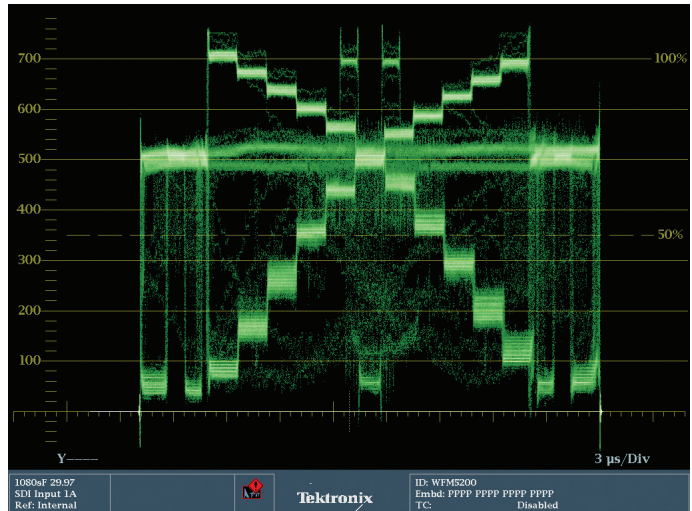 700
100%
600
500
400
50%
300
200
100
Y----
3 µs/Div
1080sF 29.97
SDI Input 1A
Ref: Internal
Tektronix
ID: WFM5200
Embd: PPPP PPPP PPPP PPPP
TC: Disabled